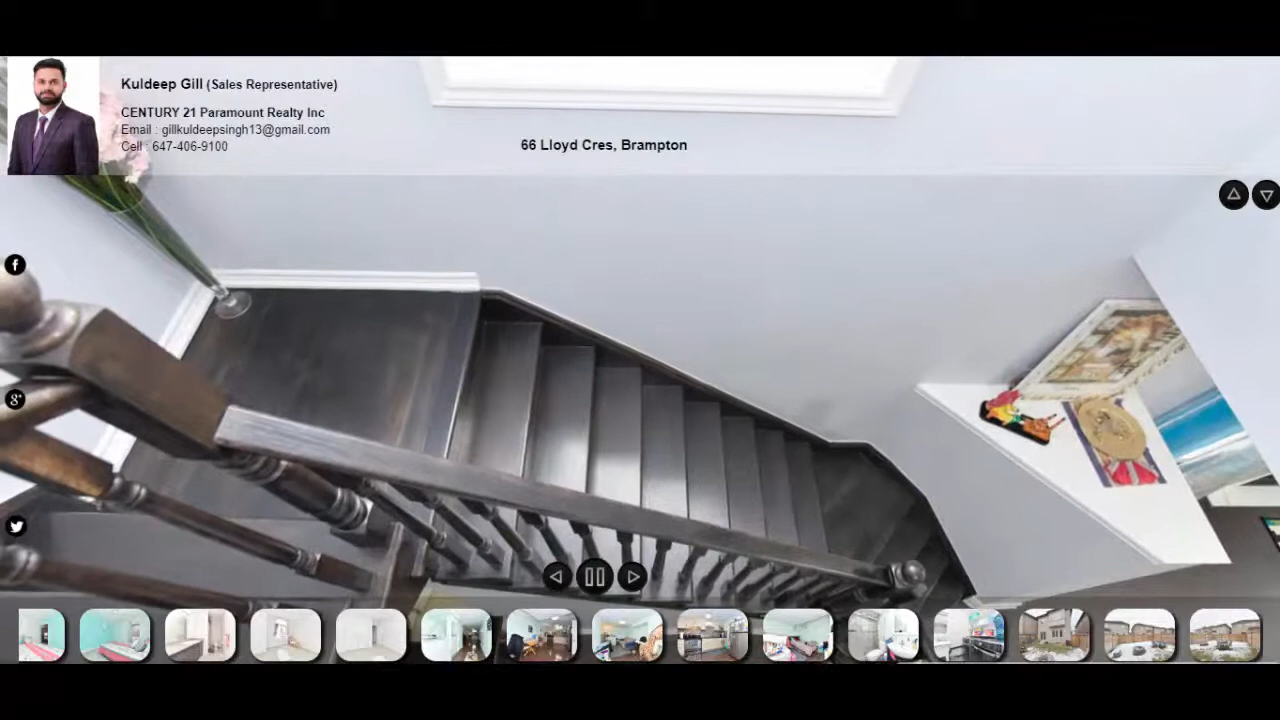 Kuldeep Gill (Sales Representative)
CENTURY 21 Paramount Realty Inc
Email : gillkuldeepsingh13@gmail.com
Cell : 647-406-9100
66 Lloyd Cres, Brampton